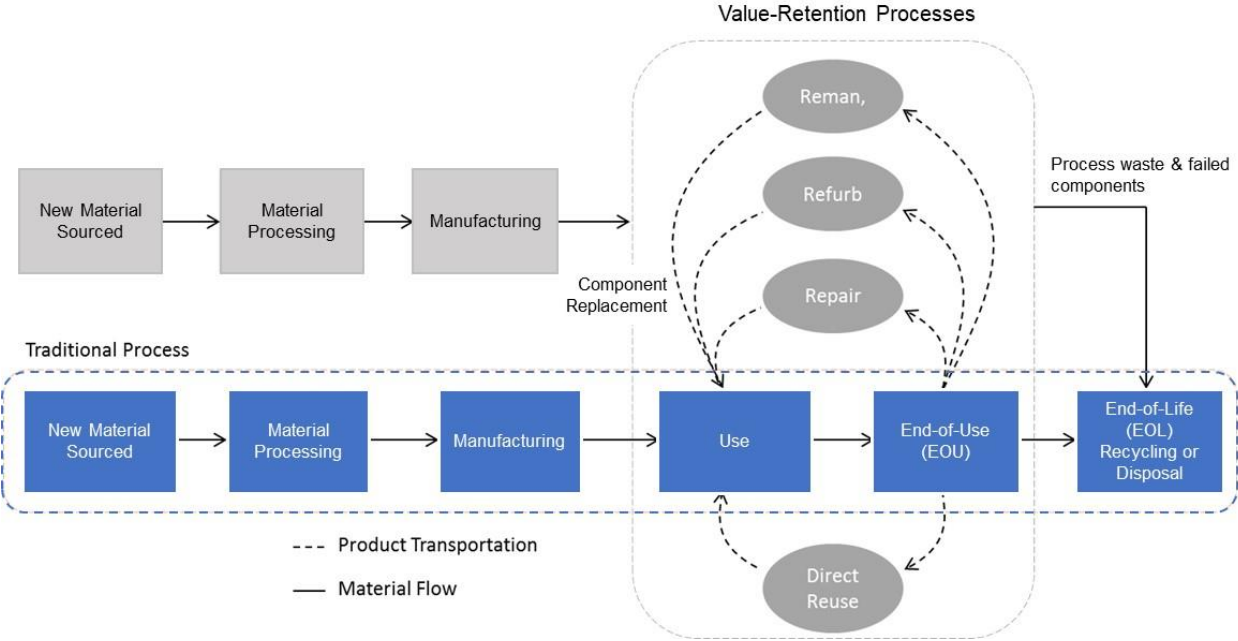 Value-Retention Processes
Reman,
Refurb
Repair
Process waste & failed
components
New Material
Sourced
Material
Processing
Manufacturing
Component
Replacement
Traditional Process
New Material
Sourced
Material
Processing
Manufacturing
Use
End-of-Use
(EOU)
End-of-Life
(EOL)
Recycling or
Disposal
Product Transportation
Material Flow
Direct
Reuse